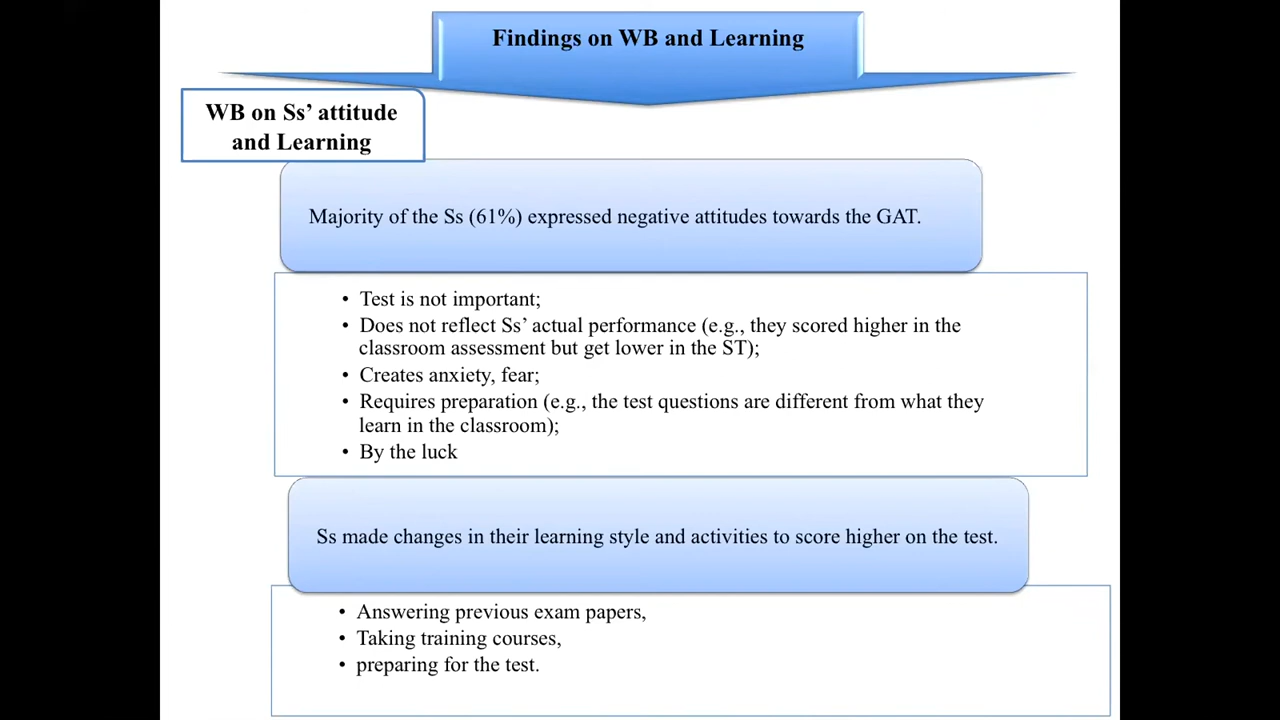 Findings on WB and Learning
WB on Ss’ attitude
and Learning
Majority of the Ss (61%) expressed negative attitudes towards the GAT.
• Test is not important;
• Does not reflect Ss’ actual performance (e.g., they scored higher in the
classroom assessment but get lower in the ST);
• Creates anxiety, fear;
• Requires preparation (e.g., the test questions are different from what they
learn in the classroom);
• By the luck
Ss made changes in their learning style and activities to score higher on the test.
• Answering previous exam papers,
• Taking training courses,
• preparing for the test.